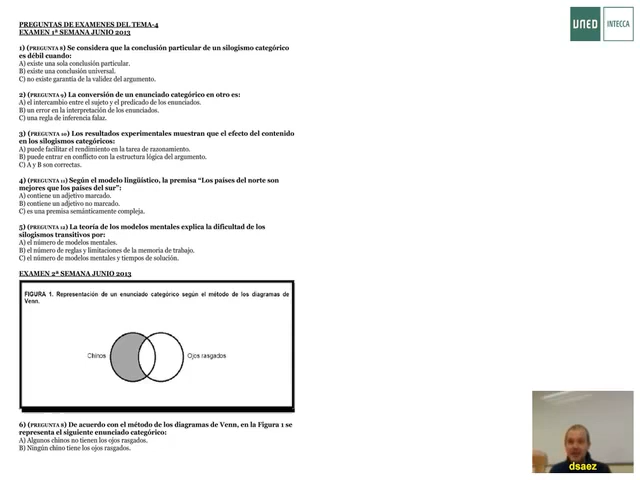 PREGUNTAS DE EXAMENES DEL TEMA-4
EXAMEN 1ª SEMANA JUNIO 2013
1) (PREGUNTA 8) Se considera que la conclusión particular de un silogismo categórico
es débil cuando:
A) existe una sola conclusión particular.
B) existe una conclusión universal.
C) no existe garantía de la validez del argumento.
2) (PREGUNTA 9) La conversión de un enunciado categórico en otro es:
A) el intercambio entre el sujeto y el predicado de los enunciados.
B) un error en la interpretación de los enunciados.
C) una regla de inferencia falaz.
3) (PREGUNTA 10) Los resultados experimentales muestran que el efecto del contenido
en los silogismos categóricos:
A) puede facilitar el rendimiento en la tarea de razonamiento.
B) puede entrar en conflicto con la estructura lógica del argumento.
C) A y B son correctas.
4) (PREGUNTA 11) Según el modelo lingüístico, la premisa “Los países del norte son
mejores que los países del sur”:
A) contiene un adjetivo marcado.
B) contiene un adjetivo no marcado.
C) es una premisa semánticamente compleja.
5) (PREGUNTA 12) La teoría de los modelos mentales explica la dificultad de los
silogismos transitivos por:
A) el número de modelos mentales.
B) el número de reglas y limitaciones de la memoria de trabajo.
C) el número de modelos mentales y tiempos de solución.
EXAMEN 2ª SEMANA JUNIO 2013
FIGURA 1. Representación de un enunciado categórico según el método de los diagramas de
Venn.
Chinos
Ojos rasgados
6) (PREGUNTA 8) De acuerdo con el método de los diagramas de Venn, en la Figura 1 se
representa el siguiente enunciado categórico:
A) Algunos chinos no tienen los ojos rasgados.
B) Ningún chino tiene los ojos rasgados.
UNED
INTECCA
dsaez